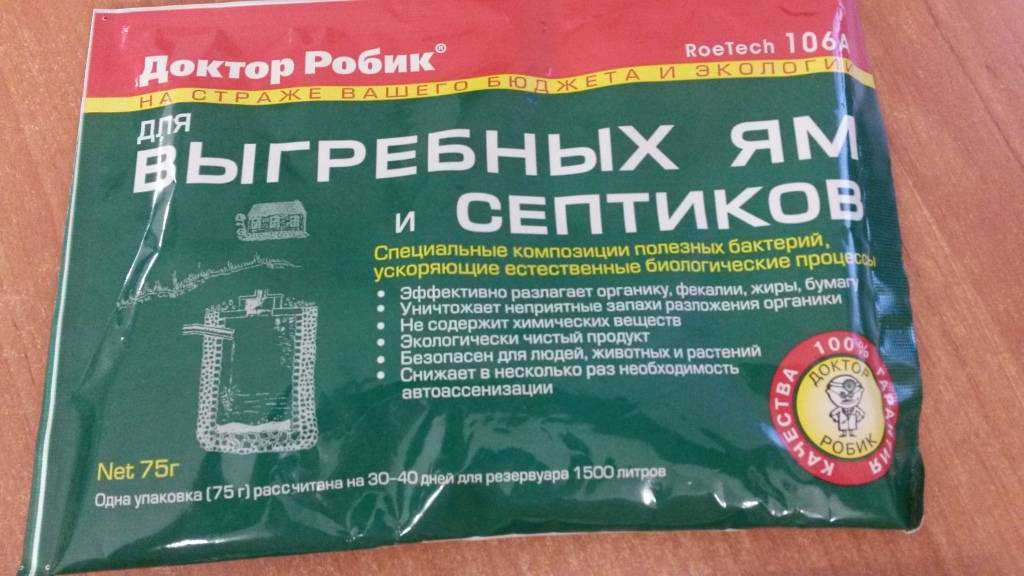 Доктор Робик®
RoeTech 106А
НА СТРАЖЕ ВАШЕГО БЮДЖЕТА И ЭКОЛОГИИ
для
ВЫГРЕБНЫХ ЯМ
и СЕПТИКОВ
Специальные композиции полезных бактерий,
ускоряющие естественные биологические процессы
• Эффективно разлагает органику, фекалии, жиры, бумагу
• Уничтожает неприятные запахи разложения органики
• Не содержит химических веществ
• Экологически чистый продукт
• Безопасен для людей, животных и растений
• Снижает в несколько раз необходимость
автоассенизации
100% ГАРАНТИЯ КАЧЕСТВА
ДОКТОР
РОБИК
Net 75г
Одна упаковка (75 г) рассчитана на 30-40 дней для резервуара 1500 литров